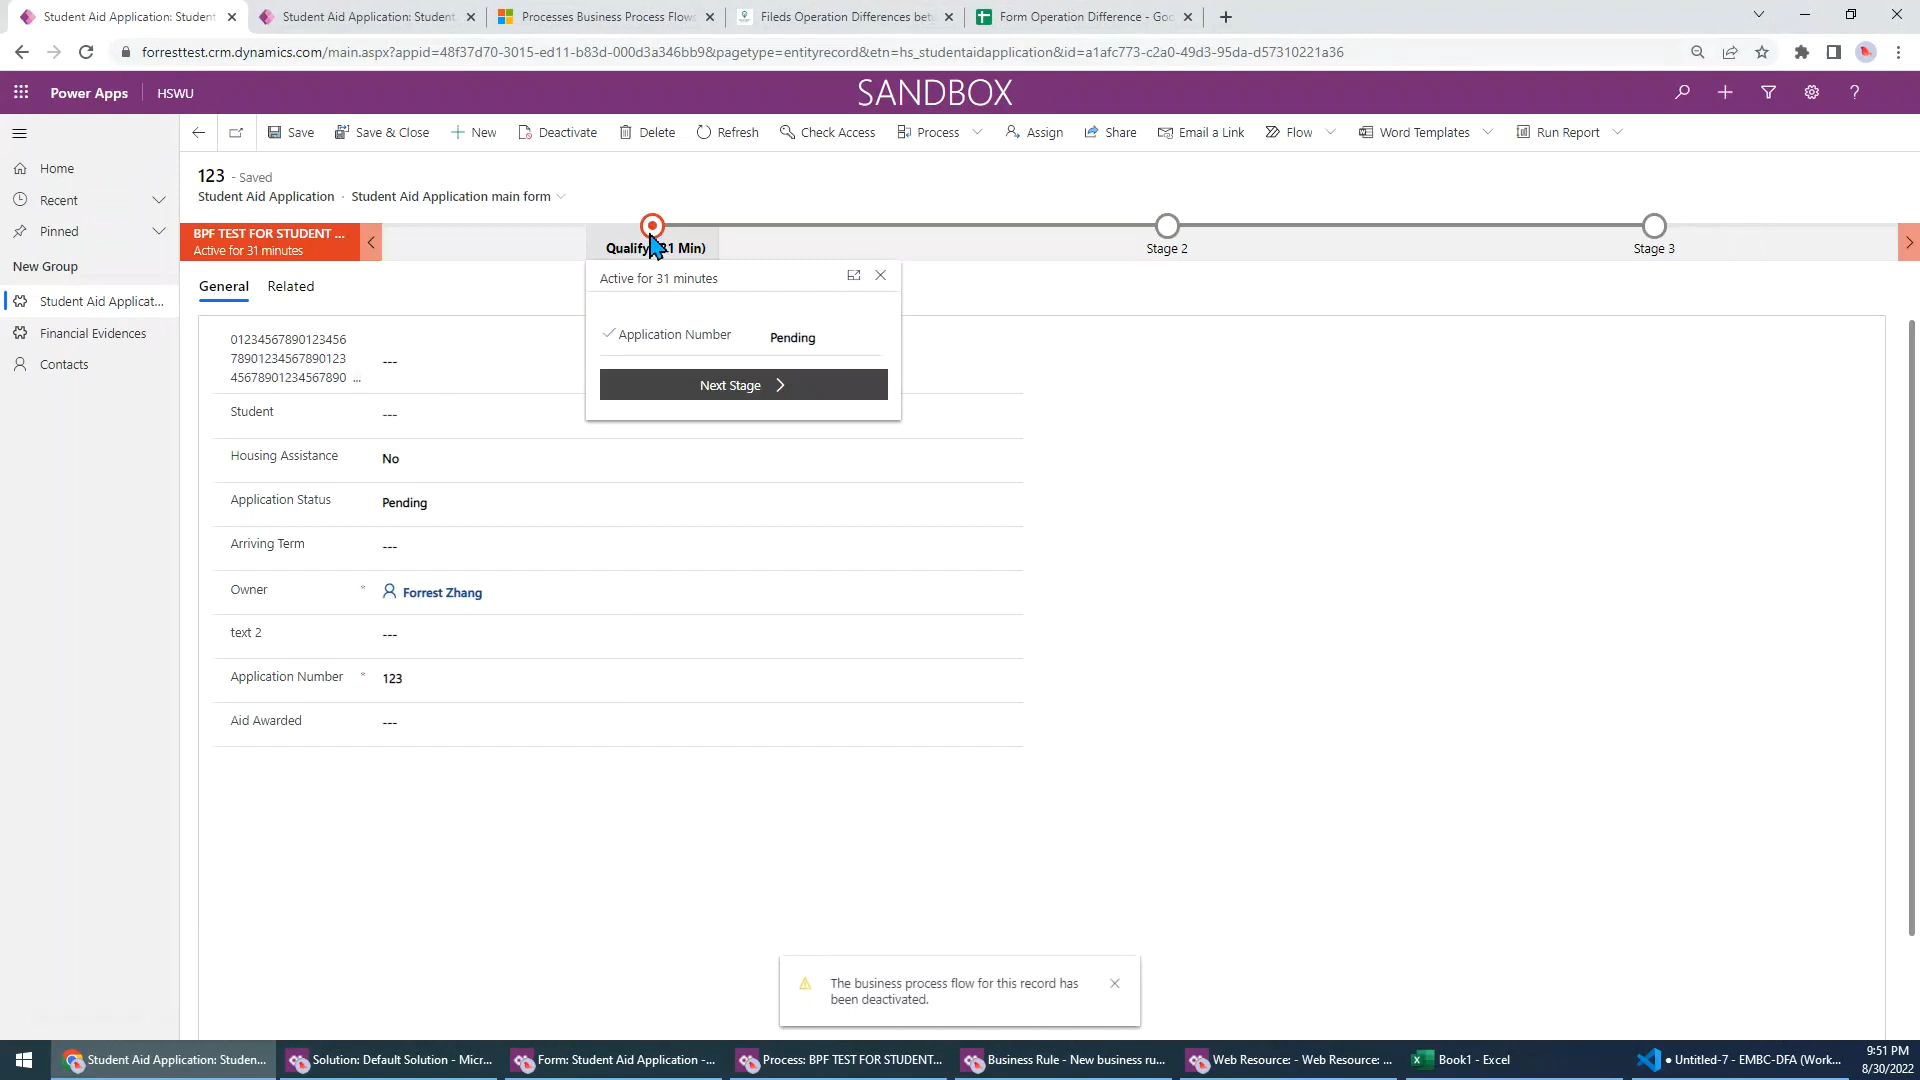 Student Aid Application: Student
Student Aid Application: Student
Processes Business Process Flows
Fileds Operation Differences bet
Form Operation Difference - Goo
forresttest.crm.dynamics.com/main.aspx?appid=48f37d70-3015-ed11-b83d-000d3a346bb9&pagetype=entityrecord&etn=hs_studentaidapplication&id=a1afc773-c2a0-49d3-95da-d57310221a36
Power Apps
HSWU
SANDBOX
Save
Save & Close
New
Deactivate
Delete
Refresh
Check Access
Process
Assign
Share
Email a Link
Flow
Word Templates
Run Report
Home
Recent
Pinned
New Group
Student Aid Applicat...
Financial Evidences
Contacts
123 - Saved
Student Aid Application · Student Aid Application main form
BPF TEST FOR STUDENT ...
Active for 31 minutes
Qualify 31 Min)
Stage 2
Stage 3
Active for 31 minutes
Application Number
Pending
Next Stage
General
Related
01234567890123456
78901234567890123
45678901234567890 ...
---
Student
---
Housing Assistance
No
Application Status
Pending
Arriving Term
---
Owner *
Forrest Zhang
text 2
---
Application Number *
123
Aid Awarded
---
The business process flow for this record has
been deactivated.
Student Aid Application: Studen...
Solution: Default Solution - Micr...
Form: Student Aid Application -...
Process: BPF TEST FOR STUDENT...
Business Rule - New business ru...
Web Resource: - Web Resource: ...
Book1 - Excel
● Untitled-7 - EMBC-DFA (Work...
9:51 PM
8/30/2022